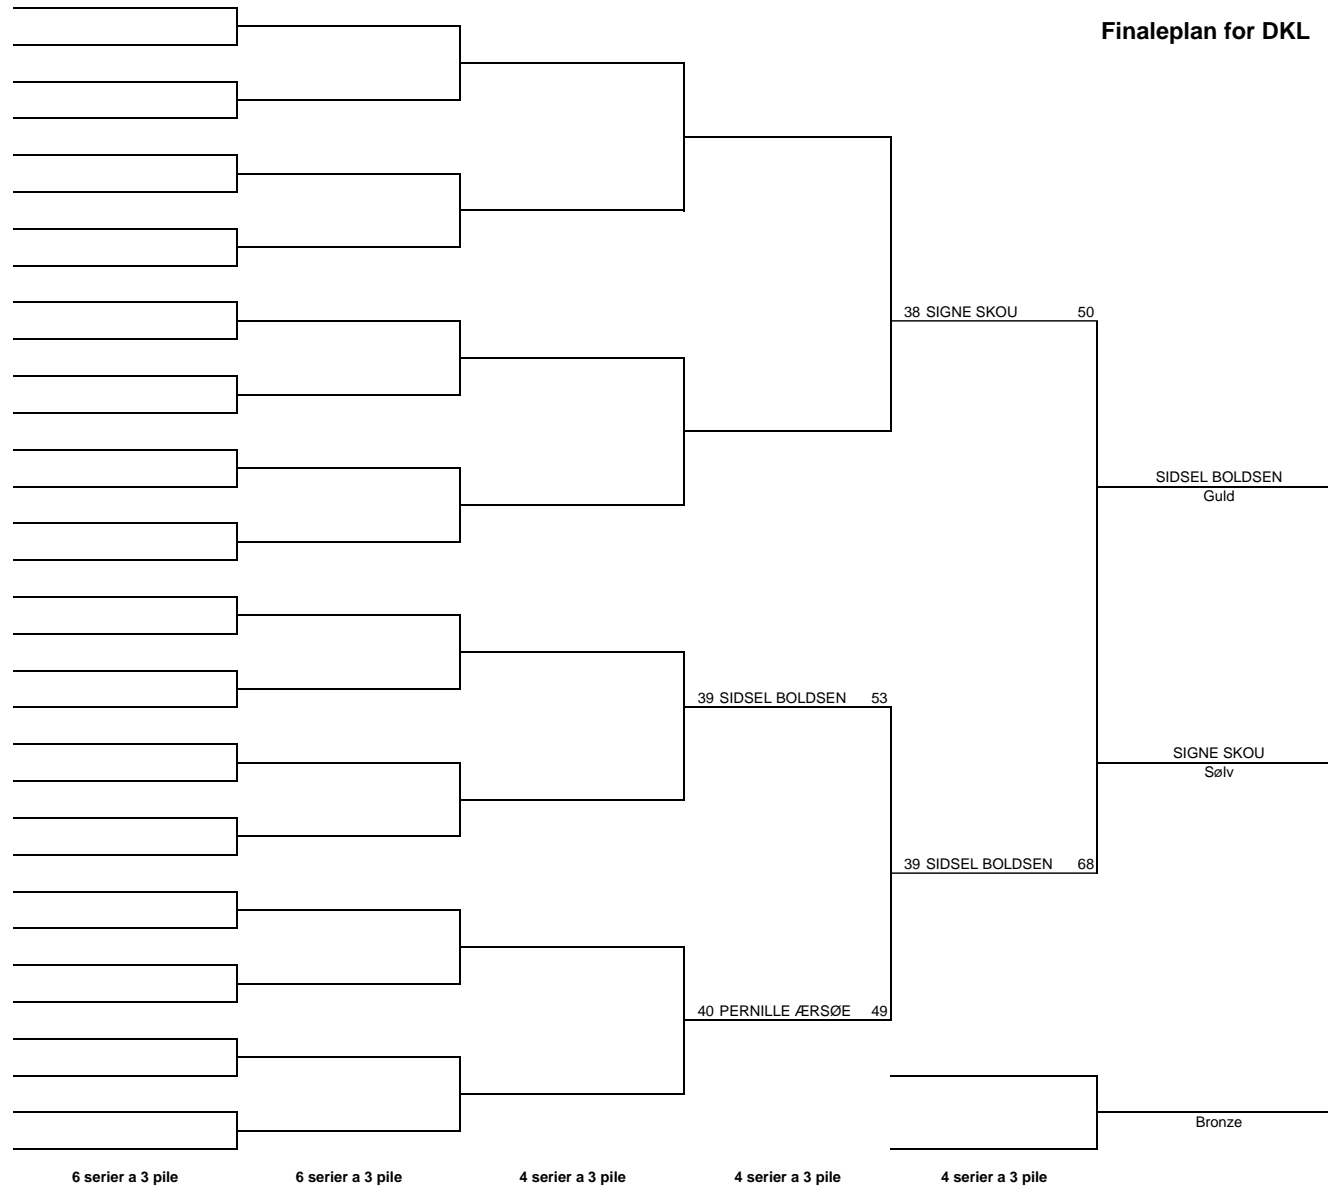 Finaleplan for DKL
38 SIGNE SKOU 50
SIDSEL BOLDSEN
Guld
39 SIDSEL BOLDSEN 53
SIGNE SKOU
Sølv
39 SIDSEL BOLDSEN 68
40 PERNILLE ÆRSØE 49
Bronze
6 serier a 3 pile 6 serier a 3 pile 4 serier a 3 pile 4 serier a 3 pile 4 serier a 3 pile